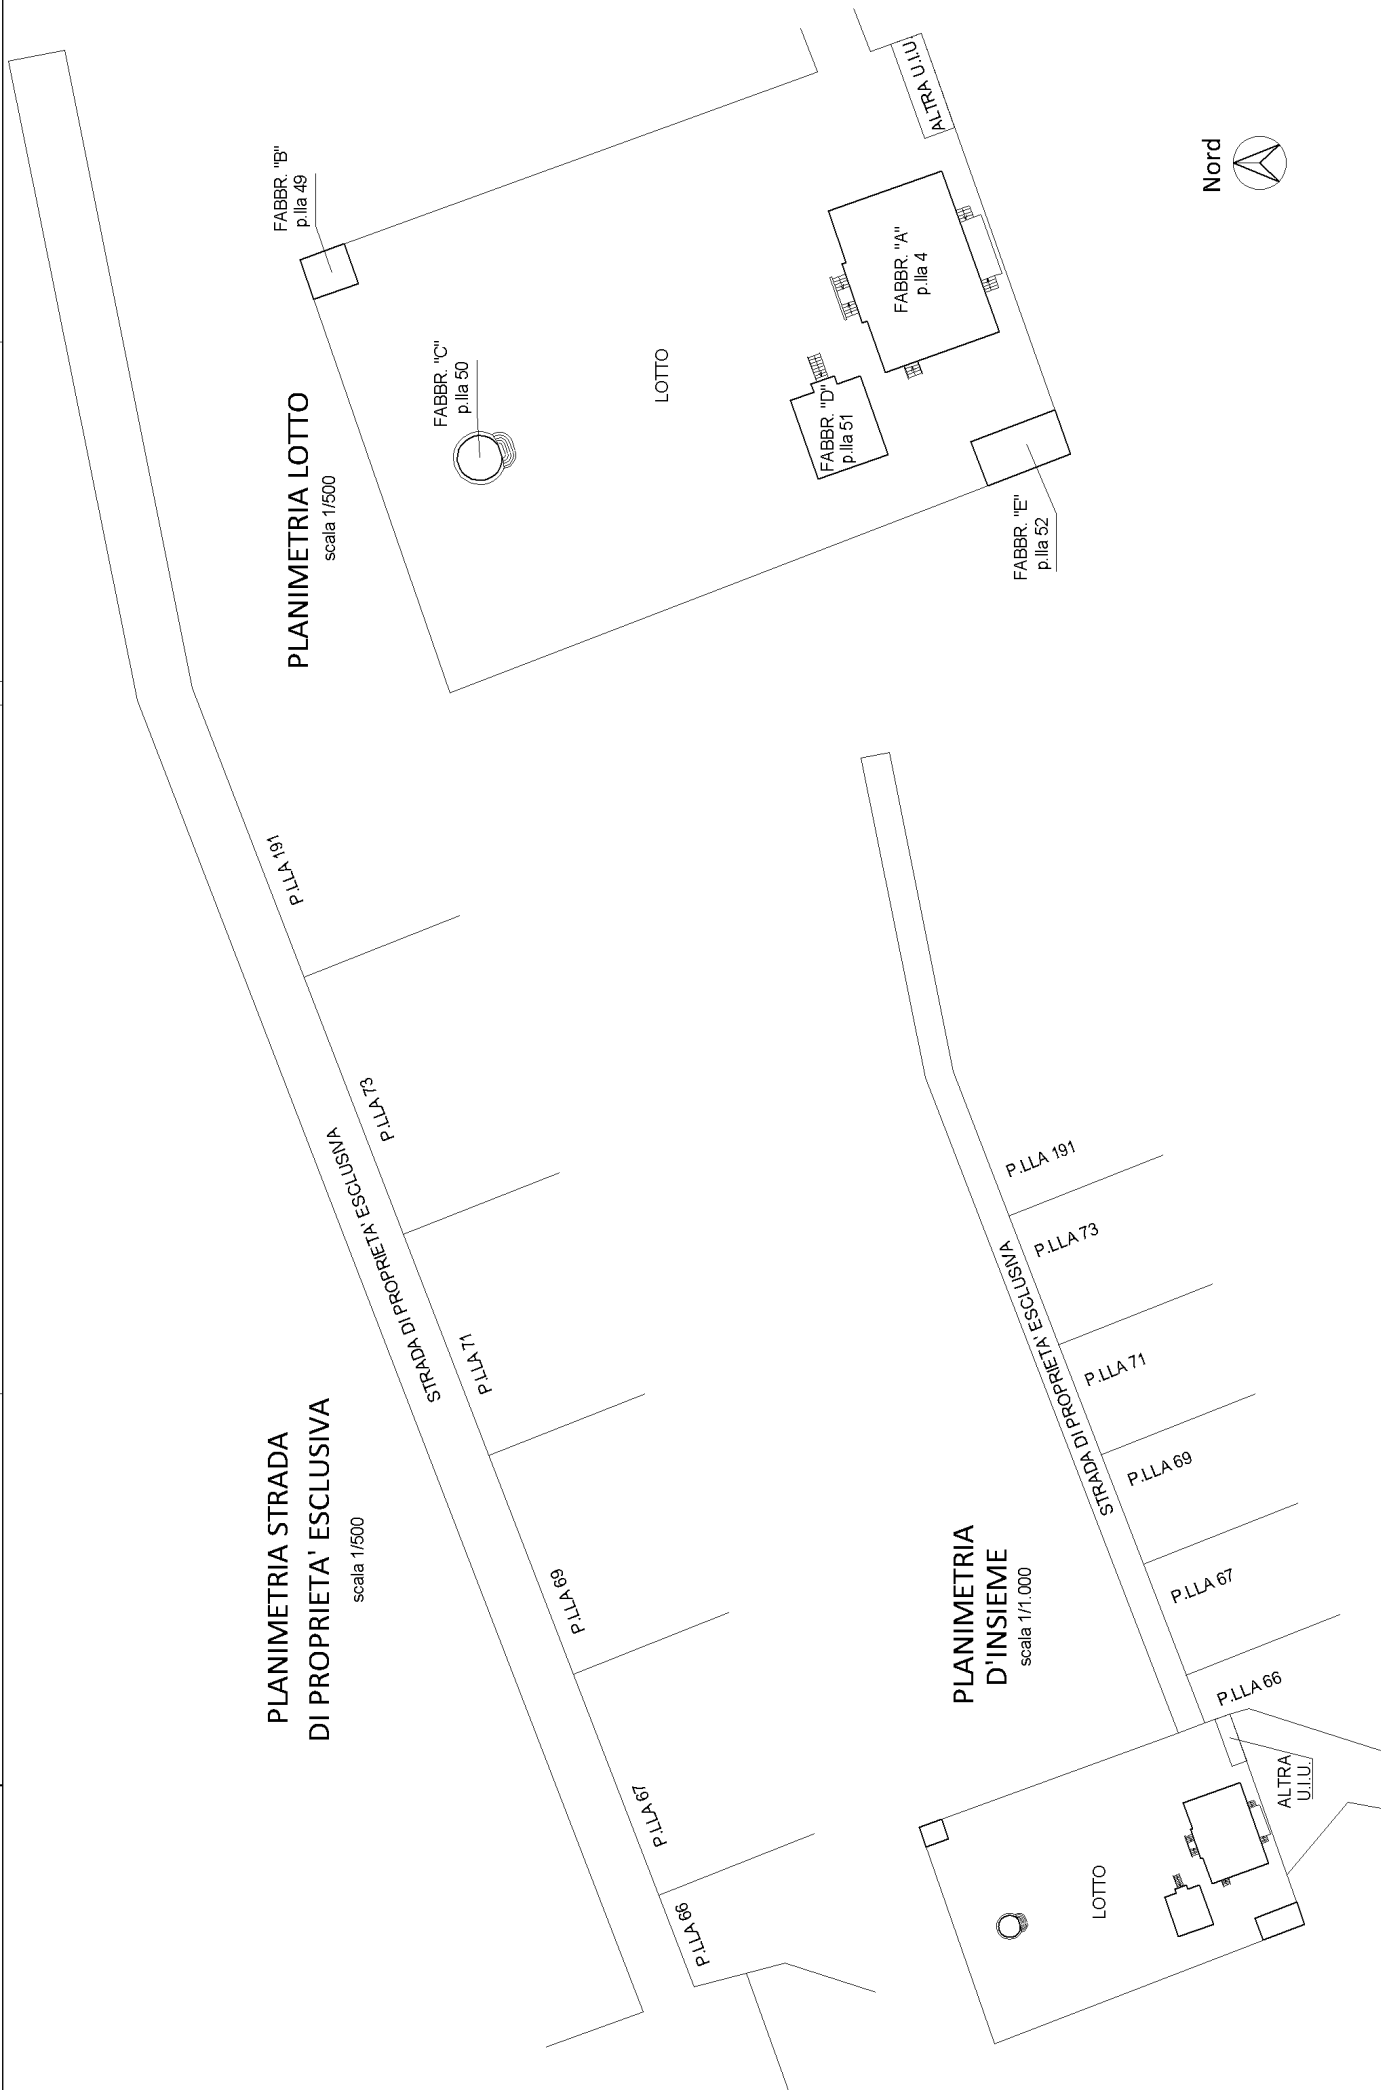 PLANIMETRIA STRADA
DI PROPRIETA' ESCLUSIVA
scala 1/500
P.LLA 66
P.LLA 67
P.LLA 69
P.LLA 71
STRADA DI PROPRIETA' ESCLUSIVA
P.LLA 73
P.LLA 191
PLANIMETRIA LOTTO
scala 1/500
FABBR. "B"
p.lla 49
FABBR. "C"
p.lla 50
LOTTO
FABBR. "D"
p.lla 51
FABBR. "A"
p.lla 4
FABBR. "E"
p.lla 52
ALTRA U.I.U.
Nord
PLANIMETRIA
D'INSIEME
scala 1/1.000
LOTTO
ALTRA
U.I.U.
P.LLA 66
P.LLA 67
P.LLA 69
P.LLA 71
STRADA DI PROPRIETA' ESCLUSIVA
P.LLA 73
P.LLA 191